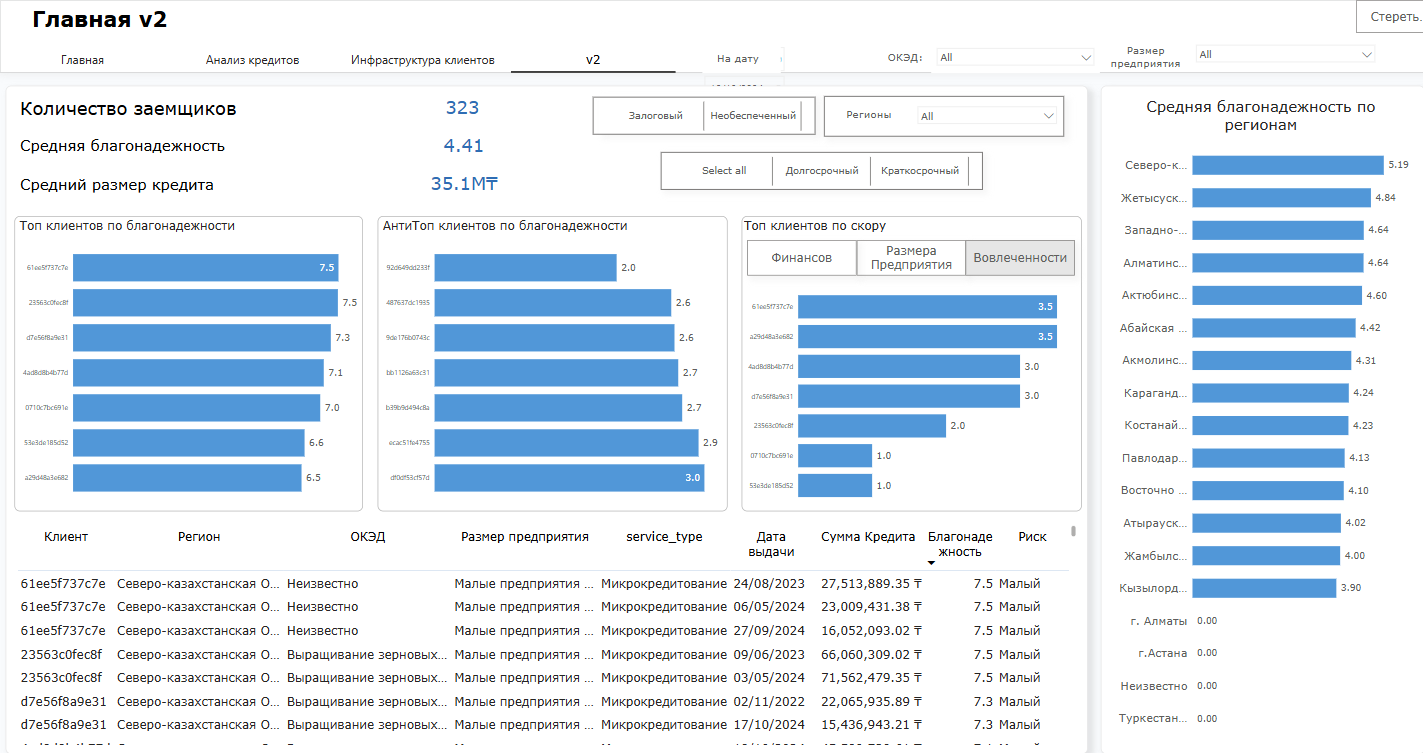 Главная v2
Стереть.
Главная
Анализ кредитов
Инфраструктура клиентов
v2
На дату
ОКЭД:
All
Размер
предприятия
All
Количество заемщиков 323
Средняя благонадежность 4.41
Средний размер кредита 35.1M₸
Залоговый
Необеспеченный
Регионы
All
Select all
Долгосрочный
Краткосрочный
Топ клиентов по благонадежности
61ee5f737c7e 7.5
23563c0fec8f 7.5
d7e56f8a9e31 7.3
4ad8d8b4b77d 7.1
0710c7bc691e 7.0
53e3de185d52 6.6
a29d48a3e682 6.5
АнтиТоп клиентов по благонадежности
92d649dd233f 2.0
487637dc1935 2.6
9de176b0743c 2.6
bb1126a63c31 2.7
b39b9d494c8a 2.7
ecac51fe4755 2.9
df0df53cf57d 3.0
Топ клиентов по скору
Финансов
Размера
Предприятия
Вовлеченности
61ee5f737c7e 3.5
a29d48a3e682 3.5
4ad8d8b4b77d 3.0
d7e56f8a9e31 3.0
23563c0fec8f 2.0
0710c7bc691e 1.0
53e3de185d52 1.0
Клиент Регион ОКЭД Размер предприятия service_type Дата
выдачи Сумма Кредита Благонаде
жность Риск
61ee5f737c7e Северо-казахстанская О... Неизвестно Малые предприятия ... Микрокредитование 24/08/2023 27,513,889.35 ₸ 7.5 Малый
61ee5f737c7e Северо-казахстанская О... Неизвестно Малые предприятия ... Микрокредитование 06/05/2024 23,009,431.38 ₸ 7.5 Малый
61ee5f737c7e Северо-казахстанская О... Неизвестно Малые предприятия ... Микрокредитование 27/09/2024 16,052,093.02 ₸ 7.5 Малый
23563c0fec8f Северо-казахстанская О... Выращивание зерновых... Малые предприятия ... Микрокредитование 09/06/2023 66,060,309.02 ₸ 7.5 Малый
23563c0fec8f Северо-казахстанская О... Выращивание зерновых... Малые предприятия ... Микрокредитование 03/05/2024 71,562,479.35 ₸ 7.5 Малый
d7e56f8a9e31 Северо-казахстанская О... Выращивание зерновых... Малые предприятия ... Микрокредитование 02/11/2022 22,065,935.89 ₸ 7.3 Малый
d7e56f8a9e31 Северо-казахстанская О... Выращивание зерновых... Малые предприятия ... Микрокредитование 17/10/2024 15,436,943.21 ₸ 7.3 Малый
Средняя благонадежность по
регионам
Северо-к... 5.19
Жетысуск... 4.84
Западно-... 4.64
Алматинс... 4.64
Актюбинс... 4.60
Абайская ... 4.42
Акмолинс... 4.31
Караганд... 4.24
Костанай... 4.23
Павлодар... 4.13
Восточно ... 4.10
Атырауск... 4.02
Жамбылс... 4.00
Кызылорд... 3.90
г. Алматы 0.00
г.Астана 0.00
Неизвестно 0.00
Туркестан... 0.00